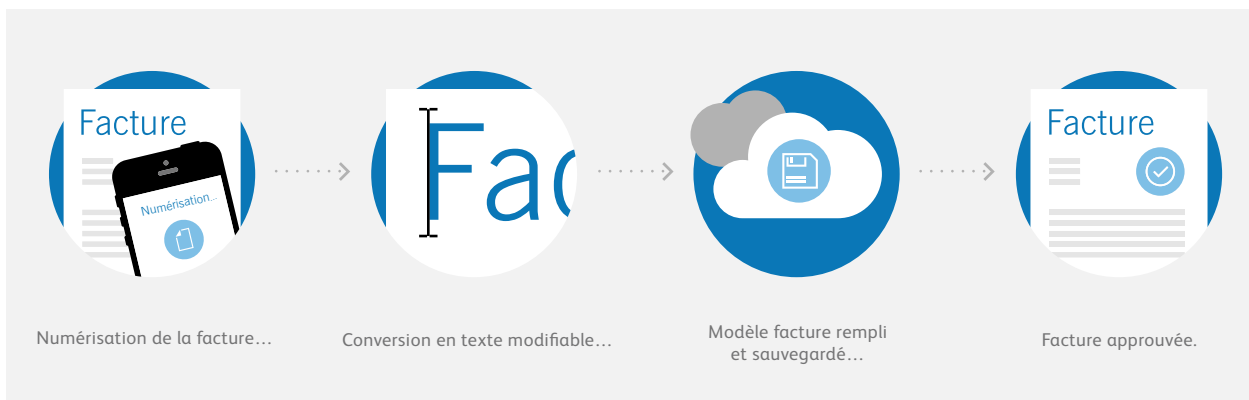 Facture
Numérisation...
Fac
Facture
Numérisation de la facture…
Conversion en texte modifiable…
Modèle facture rempli
et sauvegardé…
Facture approuvée.